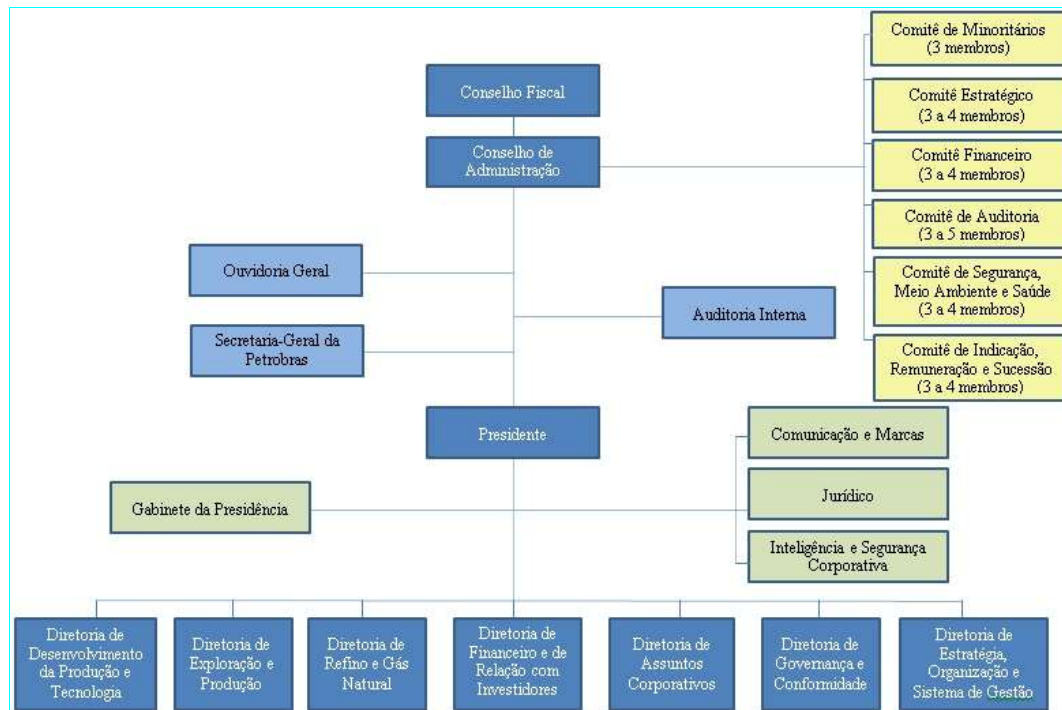 Comitê de Minoritários
(3 membros)
Conselho Fiscal
Comitê Estratégico
(3 a 4 membros)
Conselho de
Administração
Comitê Financeiro
(3 a 4 membros)
Comitê de Auditoria
(3 a 5 membros)
Ouvidoria Geral
Comitê de Segurança,
Meio Ambiente e Saúde
(3 a 4 membros)
Auditoria Interna
Secretaria-Geral da
Petrobras
Comitê de Indicação,
Remuneração e Sucessão
(3 a 4 membros)
Presidente
Comunicação e Marcas
Gabinete da Presidência
Jurídico
Inteligência e Segurança
Corporativa
Diretoria de
Desenvolvimento
da Produção e
Tecnologia
Diretoria de
Exploração e
Produção
Diretoria de
Refino e Gás
Natural
Diretoria de
Financeiro e de
Relação com
Investidores
Diretoria de
Assuntos
Corporativos
Diretoria de
Governança e
Conformidade
Diretoria de
Estratégia,
Organização e
Sistema de Gestão